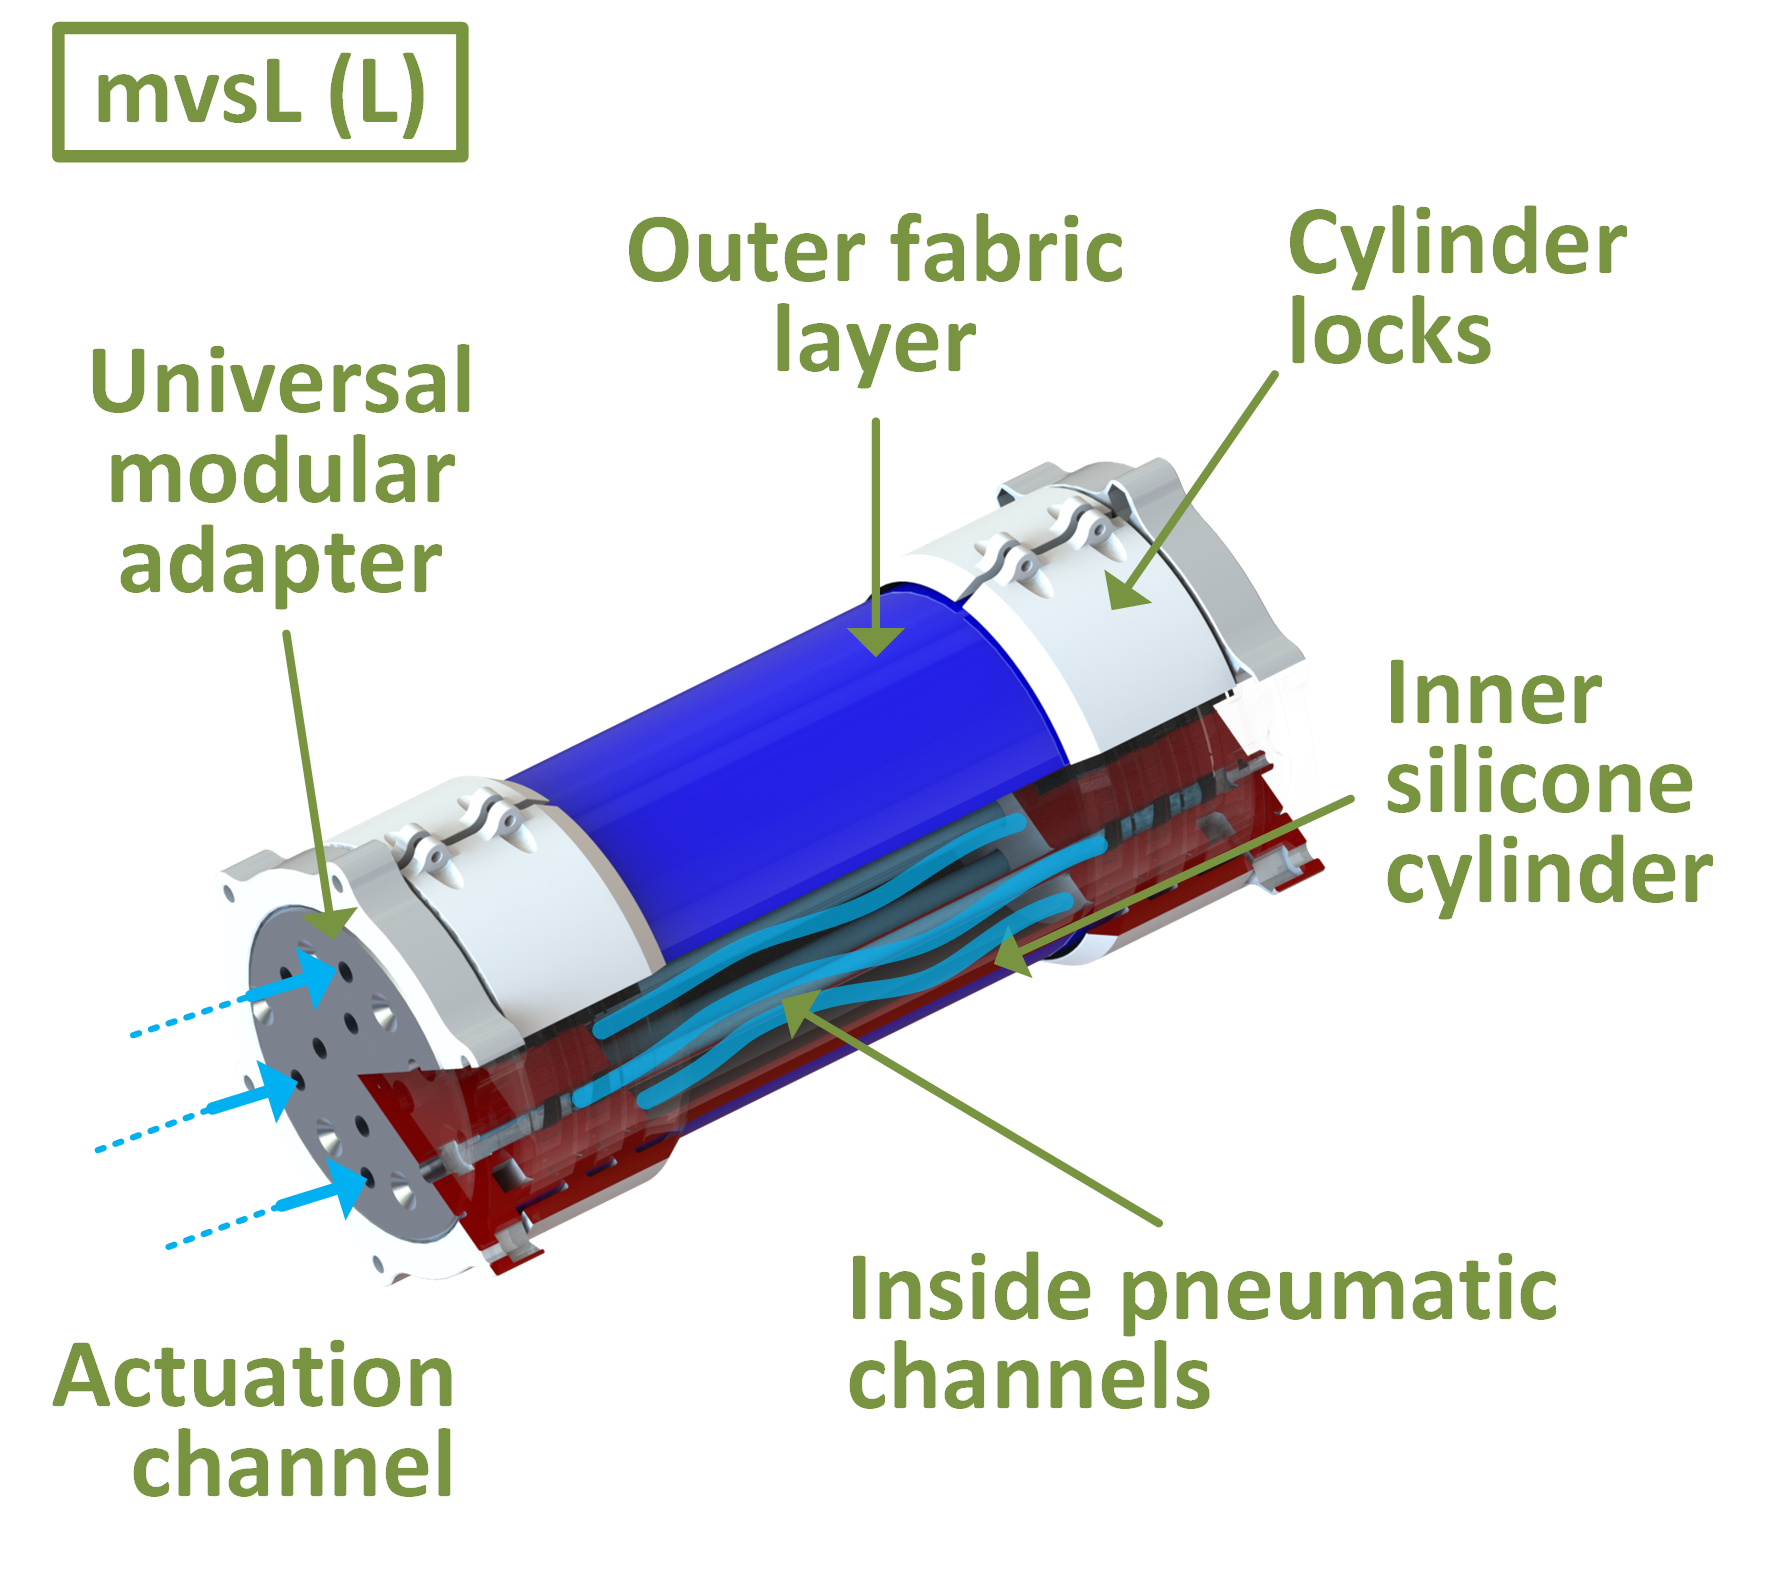 mvsL (L)
Outer fabric
layer
Cylinder
locks
Universal
modular
adapter
Inner
silicone
cylinder
Inside pneumatic
channels
Actuation
channel